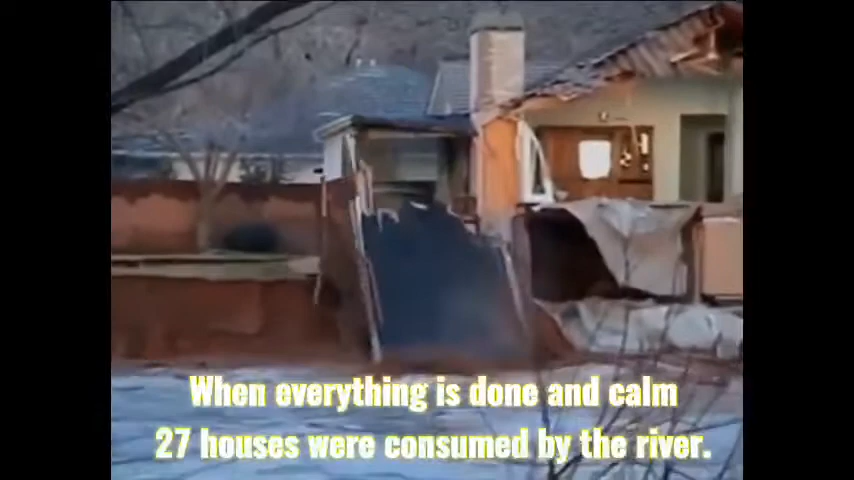 When everything is done and calm
27 houses were consumed by the river.